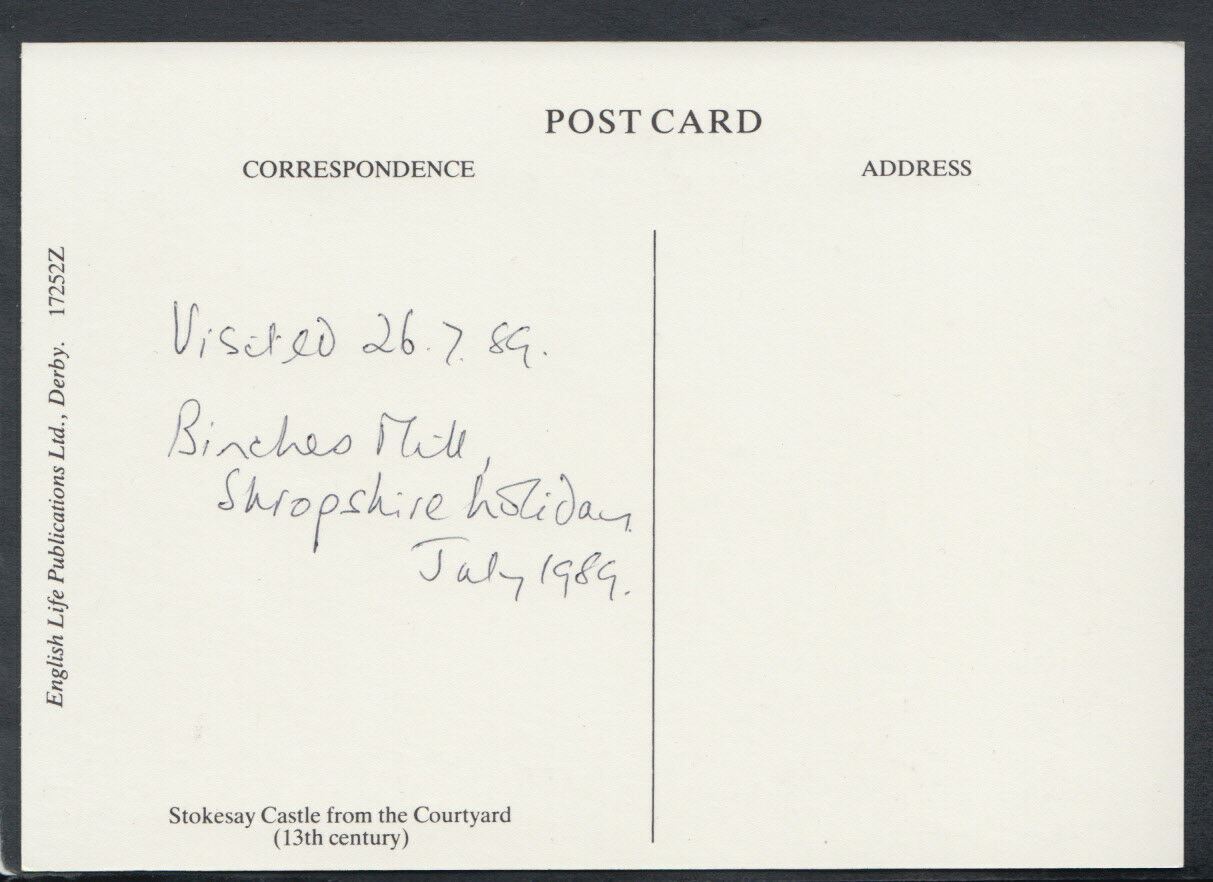 POST CARD
CORRESPONDENCE
ADDRESS
English Life Publications Ltd., Derby. 17252Z
Visited 26.7.89.
Birches Mill,
Shropshire holiday
July 1989.
Stokesay Castle from the Courtyard
(13th century)